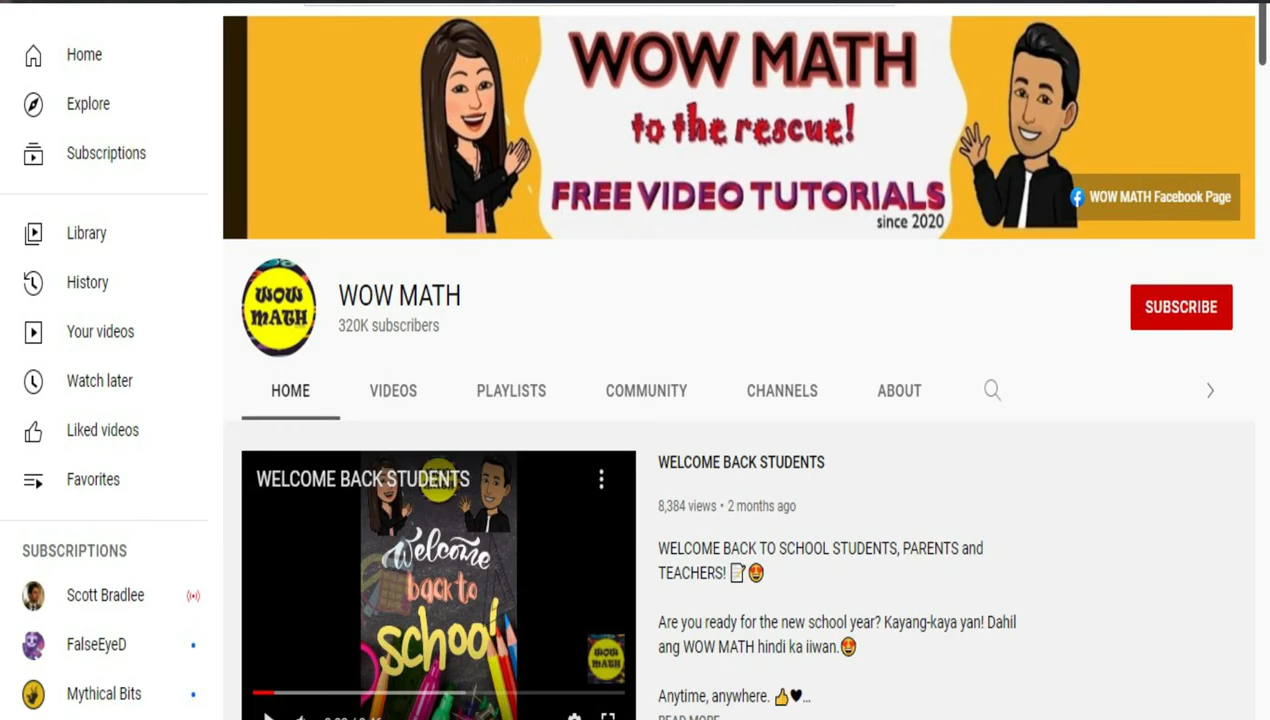 Home
Explore
Subscriptions
Library
History
Your videos
Watch later
Liked videos
Favorites
SUBSCRIPTIONS
Scott Bradlee
FalseEyeD
Mythical Bits
WOW MATH
to the rescue!
FREE VIDEO TUTORIALS
since 2020
WOW MATH Facebook Page
WOW
MATH
WOW MATH
320K subscribers
SUBSCRIBE
HOME VIDEOS PLAYLISTS COMMUNITY CHANNELS ABOUT
WELCOME BACK STUDENTS
Welcome
back to
school
WOW
MATH
WELCOME BACK STUDENTS
8,384 views • 2 months ago
WELCOME BACK TO SCHOOL STUDENTS, PARENTS and
TEACHERS! 📝😍
Are you ready for the new school year? Kayang-kaya yan! Dahil
ang WOW MATH hindi ka iiwan.😍
Anytime, anywhere. 👍🖤...
READ MORE